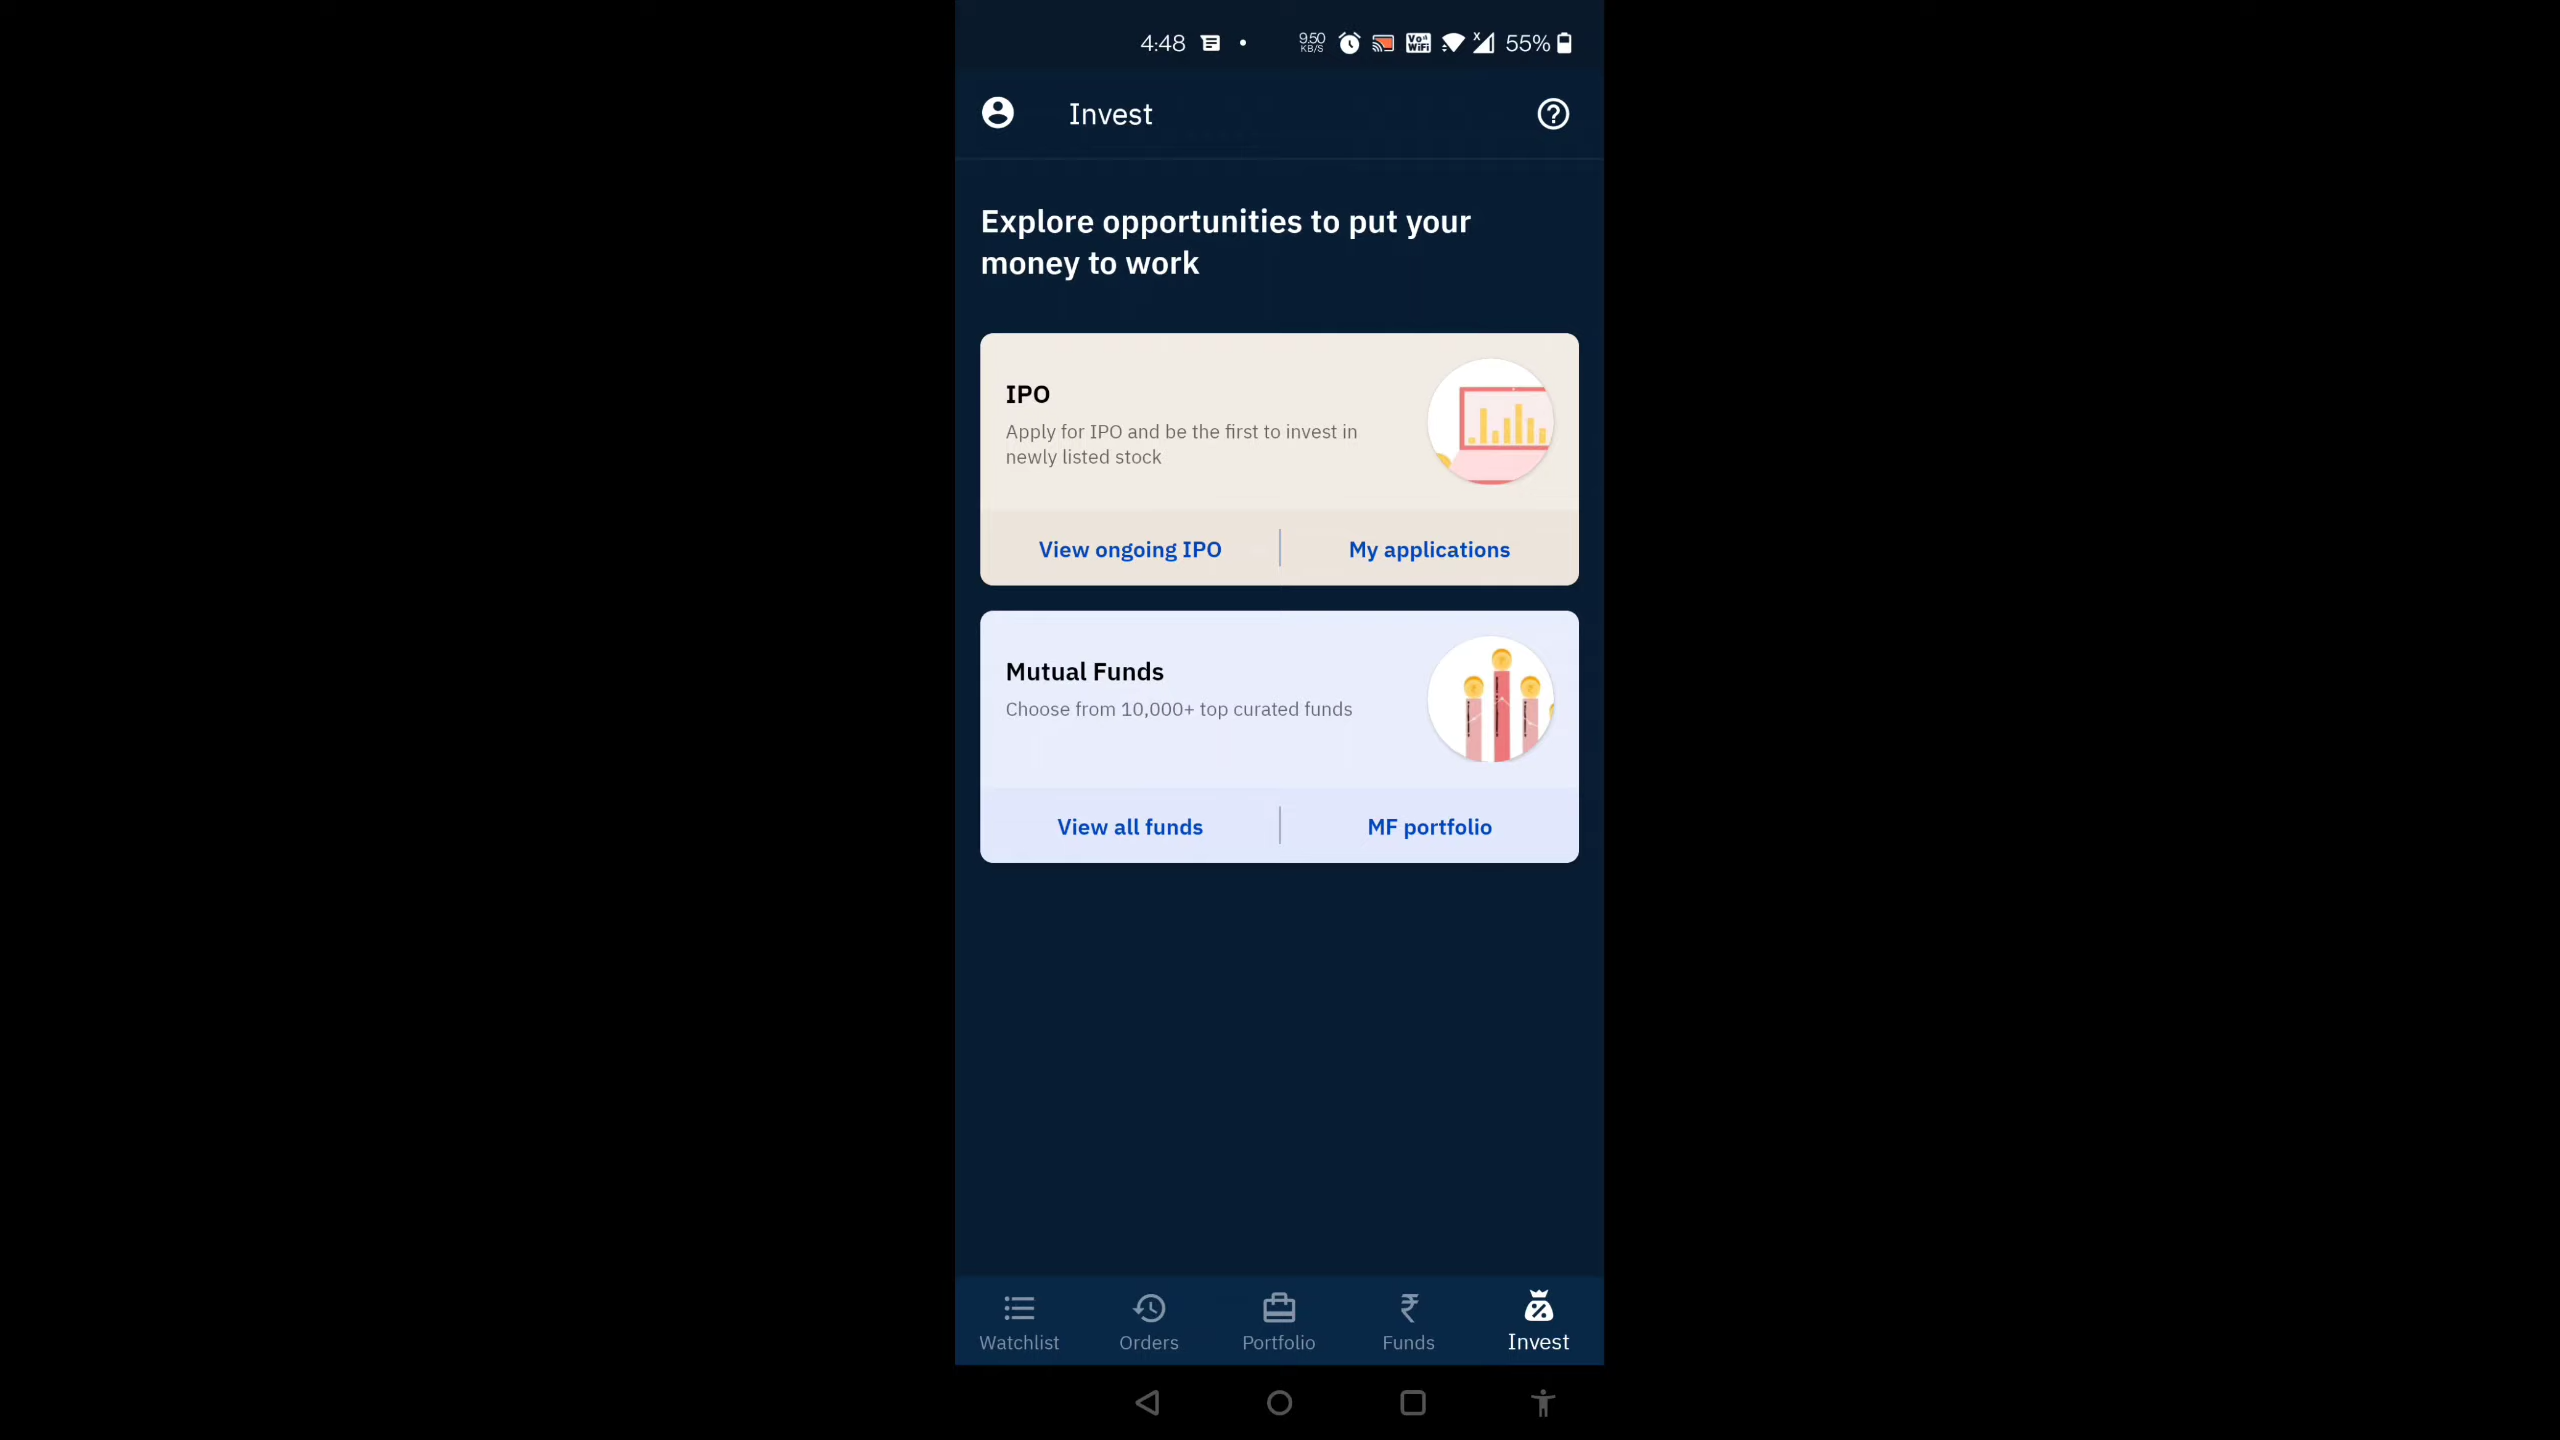 4:48
9.50
KB/S
Vo
WiFi
x
55%
Invest
Explore opportunities to put your
money to work
IPO
Apply for IPO and be the first to invest in
newly listed stock
View ongoing IPO
My applications
Mutual Funds
Choose from 10,000+ top curated funds
View all funds
MF portfolio
Watchlist
Orders
Portfolio
Funds
Invest